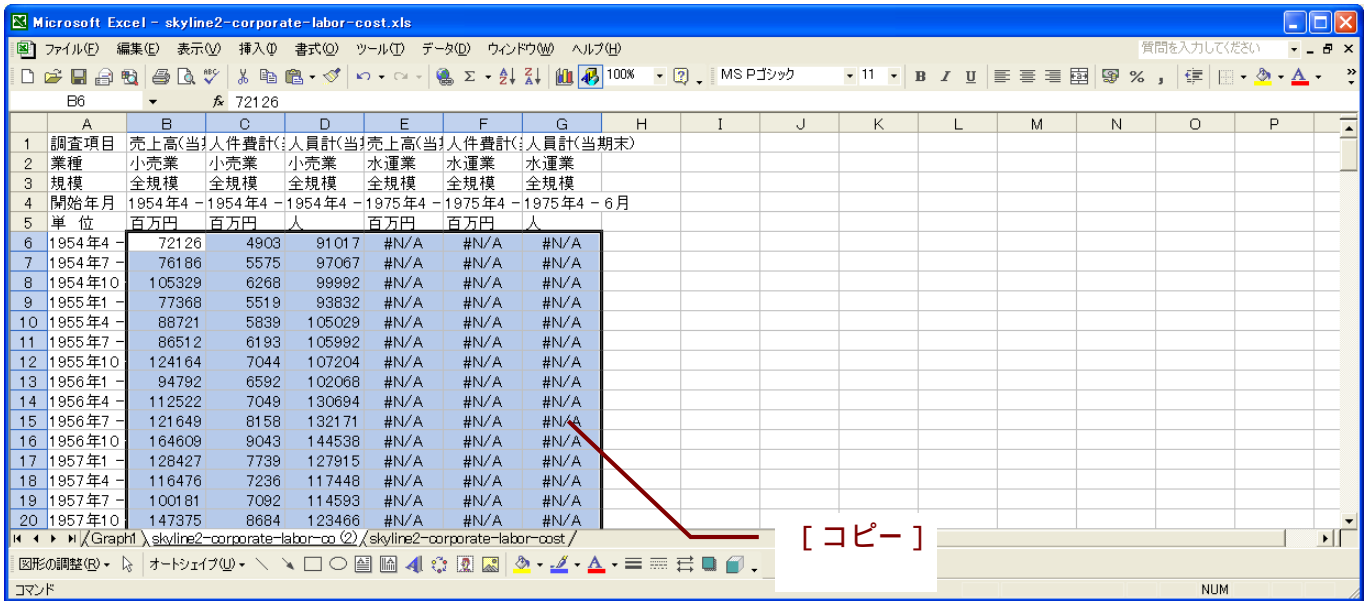 Microsoft Excel - skyline2-corporate-labor-cost.xls
ファイル(F) 編集(E) 表示(V) 挿入(I) 書式(O) ツール(T) データ(D) ウィンドウ(W) ヘルプ(H) 質問を入力してください
100% MS Pゴシック 11 B I U % ,
B6 fx 72126
A B C D E F G H I J K L M N O P
1 調査項目 売上高(当 人件費計( 人員計(当 売上高(当 人件費計( 人員計(当期末)
2 業種 小売業 小売業 小売業 水運業 水運業 水運業
3 規模 全規模 全規模 全規模 全規模 全規模 全規模
4 開始年月 1954年4 - 1954年4 - 1954年4 - 1975年4 - 1975年4 - 1975年4 - 6月
5 単 位 百万円 百万円 人 百万円 百万円 人
6 1954年4 - 72126 4903 91017 #N/A #N/A #N/A
7 1954年7 - 76186 5575 97067 #N/A #N/A #N/A
8 1954年10 105329 6268 99992 #N/A #N/A #N/A
9 1955年1 - 77368 5519 93832 #N/A #N/A #N/A
10 1955年4 - 88721 5839 105029 #N/A #N/A #N/A
11 1955年7 - 86512 6193 105992 #N/A #N/A #N/A
12 1955年10 124164 7044 107204 #N/A #N/A #N/A
13 1956年1 - 94792 6592 102068 #N/A #N/A #N/A
14 1956年4 - 112522 7049 130694 #N/A #N/A #N/A
15 1956年7 - 121649 8158 132171 #N/A #N/A #N/A
16 1956年10 164609 9043 144538 #N/A #N/A #N/A
17 1957年1 - 128427 7739 127915 #N/A #N/A #N/A
18 1957年4 - 116476 7236 117448 #N/A #N/A #N/A
19 1957年7 - 100181 7092 114593 #N/A #N/A #N/A
20 1957年10 147375 8684 123466 #N/A #N/A #N/A
[ コピー ]
Graph1 skyline2-corporate-labor-co (2) skyline2-corporate-labor-cost
図形の調整(R) オートシェイプ(U)
コマンド NUM